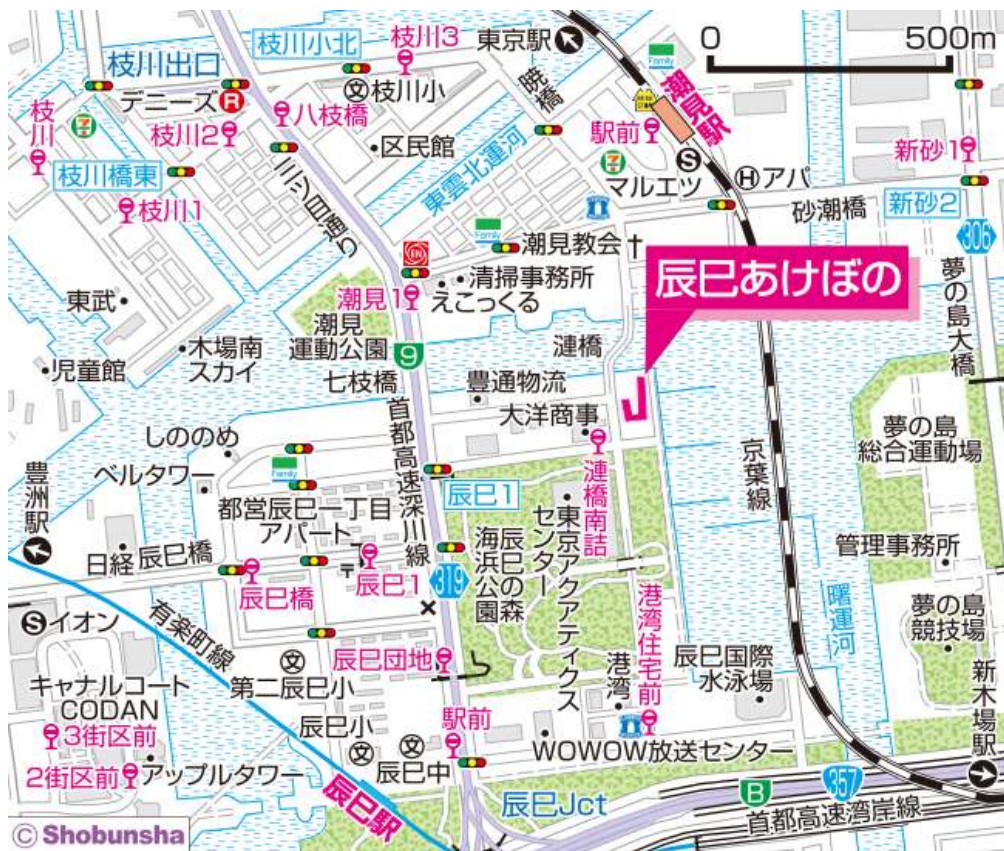 枝川小北
枝川3
東京駅
Family
0
500m
枝川出口
デニーズ
R
文
枝川小
暁橋
潮見駅
枝川
7
枝川2
八枝橋
区民館
駅前
S
新砂1
枝川橋東
三ツ目通り
東雲北運河
7
マルエツ
H
アパ
枝川1
Family
潮見教会
砂潮橋
新砂2
306
東武
EN
清掃事務所
辰巳あけぼの
潮見1
えこっくる
潮見
運動公園
夢の島大橋
児童館
木場南
スカイ
9
七枝橋
漣橋
豊通物流
大洋商事
夢の島
総合運動場
しののめ
首都高速深川線
京葉線
ベルタワー
Family
豊洲駅
都営辰巳一丁目
アパート
辰巳1
漣橋南詰
東京アクアティクス
センター
辰巳の森
海浜公園
管理事務所
日経
辰巳橋
〒
辰巳1
319
辰巳橋
曙運河
S
イオン
有楽町線
港湾住宅前
夢の島
競技場
文
辰巳団地
港湾
辰巳国際
水泳場
キャナルコート
CODAN
第二辰巳小
新木場駅
3街区前
辰巳小
文
文
辰巳中
駅前
WOWOW放送センター
2街区前
アップルタワー
辰巳駅
辰巳Jct
B
357
首都高速湾岸線
© Shobunsha